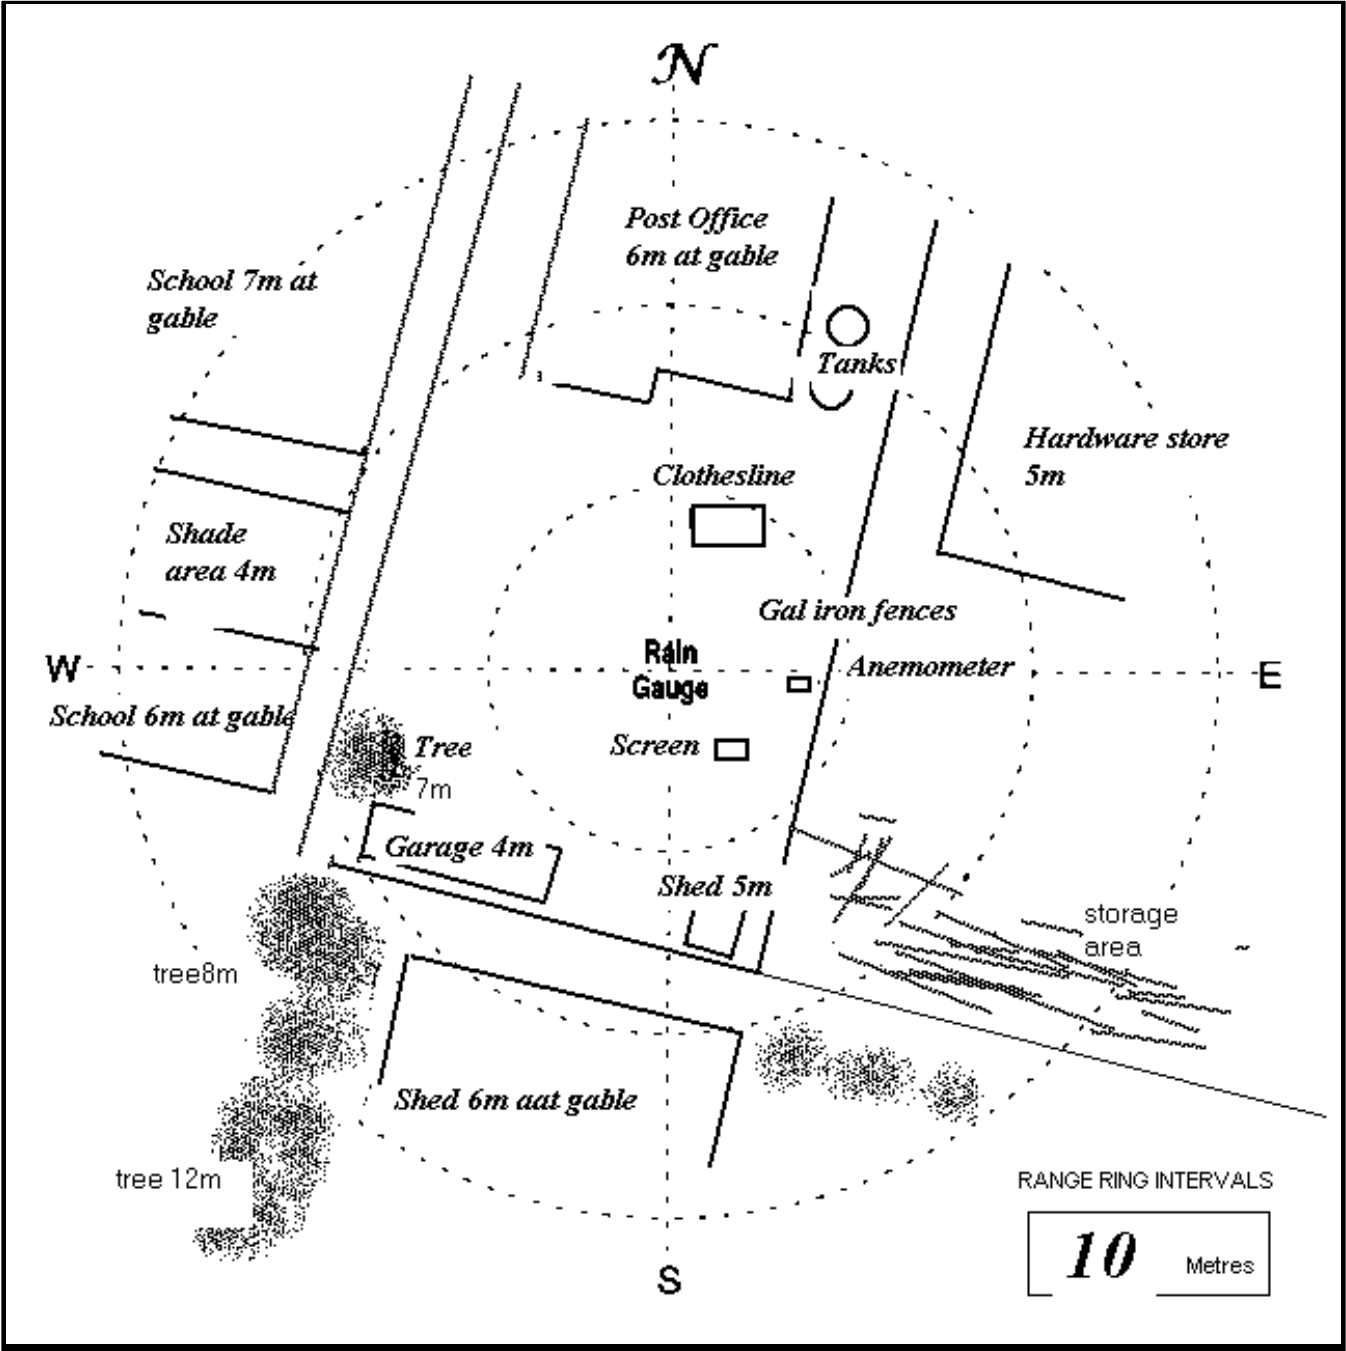 N
Post Office
6m at gable
School 7m at
gable
Tanks
Hardware store
5m
Clothesline
Shade
area 4m
Gal iron fences
Rain
Gauge
W
Anemometer
E
School 6m at gable
Screen
Tree
7m
Garage 4m
Shed 5m
storage
area
tree8m
Shed 6m aat gable
tree 12m
RANGE RING INTERVALS
10 Metres
S